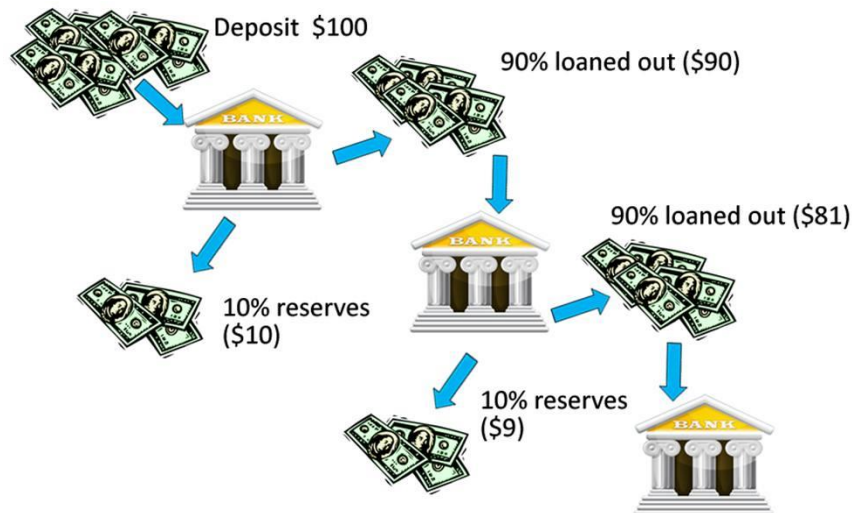 Deposit $100
90% loaned out ($90)
BANK
90% loaned out ($81)
BANK
10% reserves
($10)
10% reserves
($9)
BANK